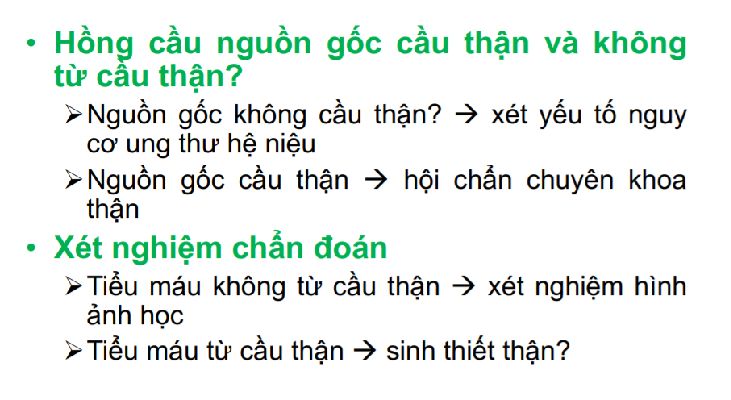 • Hồng cầu nguồn gốc cầu thận và không
từ cầu thận?
➢Nguồn gốc không cầu thận? → xét yếu tố nguy
cơ ung thư hệ niệu
➢Nguồn gốc cầu thận → hội chẩn chuyên khoa
thận
• Xét nghiệm chẩn đoán
➢Tiểu máu không từ cầu thận → xét nghiệm hình
ảnh học
➢Tiểu máu từ cầu thận → sinh thiết thận?